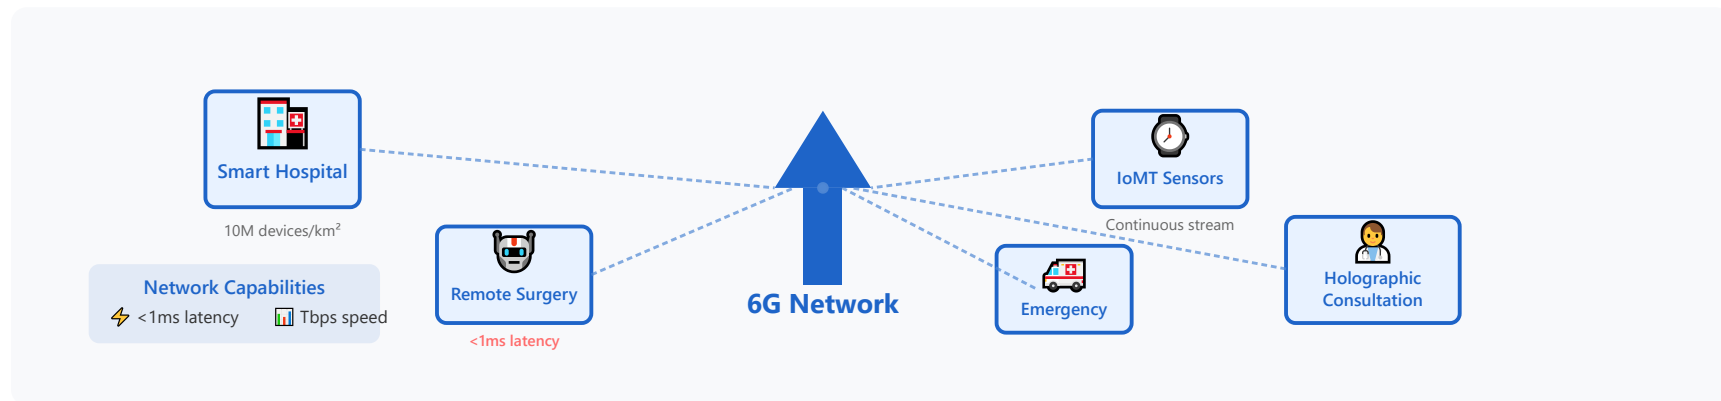 Smart Hospital
10M devices/km²
Network Capabilities
⚡ <1ms latency
📊 Tbps speed
Remote Surgery
<1ms latency
6G Network
IoMT Sensors
Continuous stream
Emergency
Holographic
Consultation